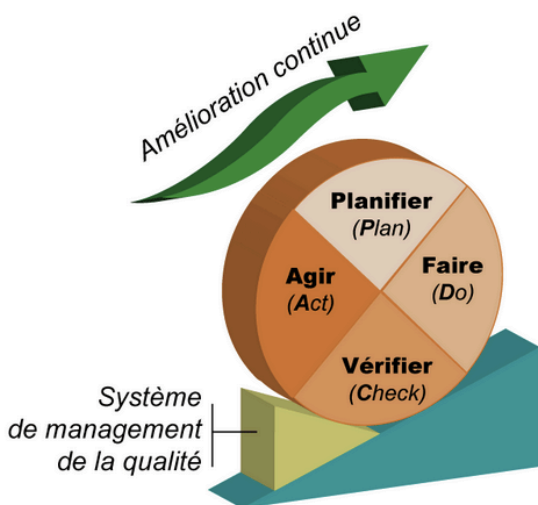 Amélioration continue
Planifier
(Plan)
Agir
(Act)
Faire
(Do)
Vérifier
(Check)
Système
de management
de la qualité